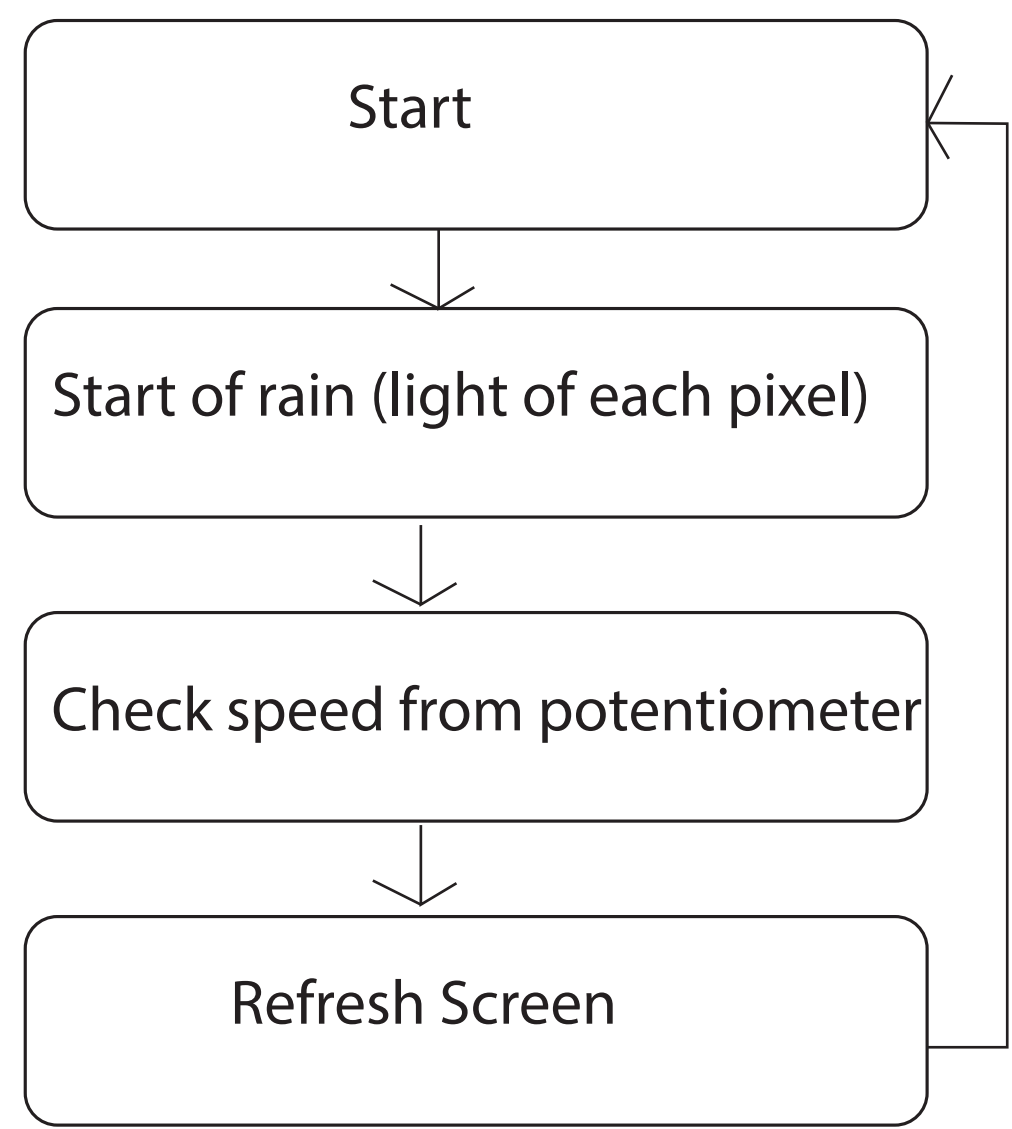 Start
Start of rain (light of each pixel)
Check speed from potentiometer
Refresh Screen